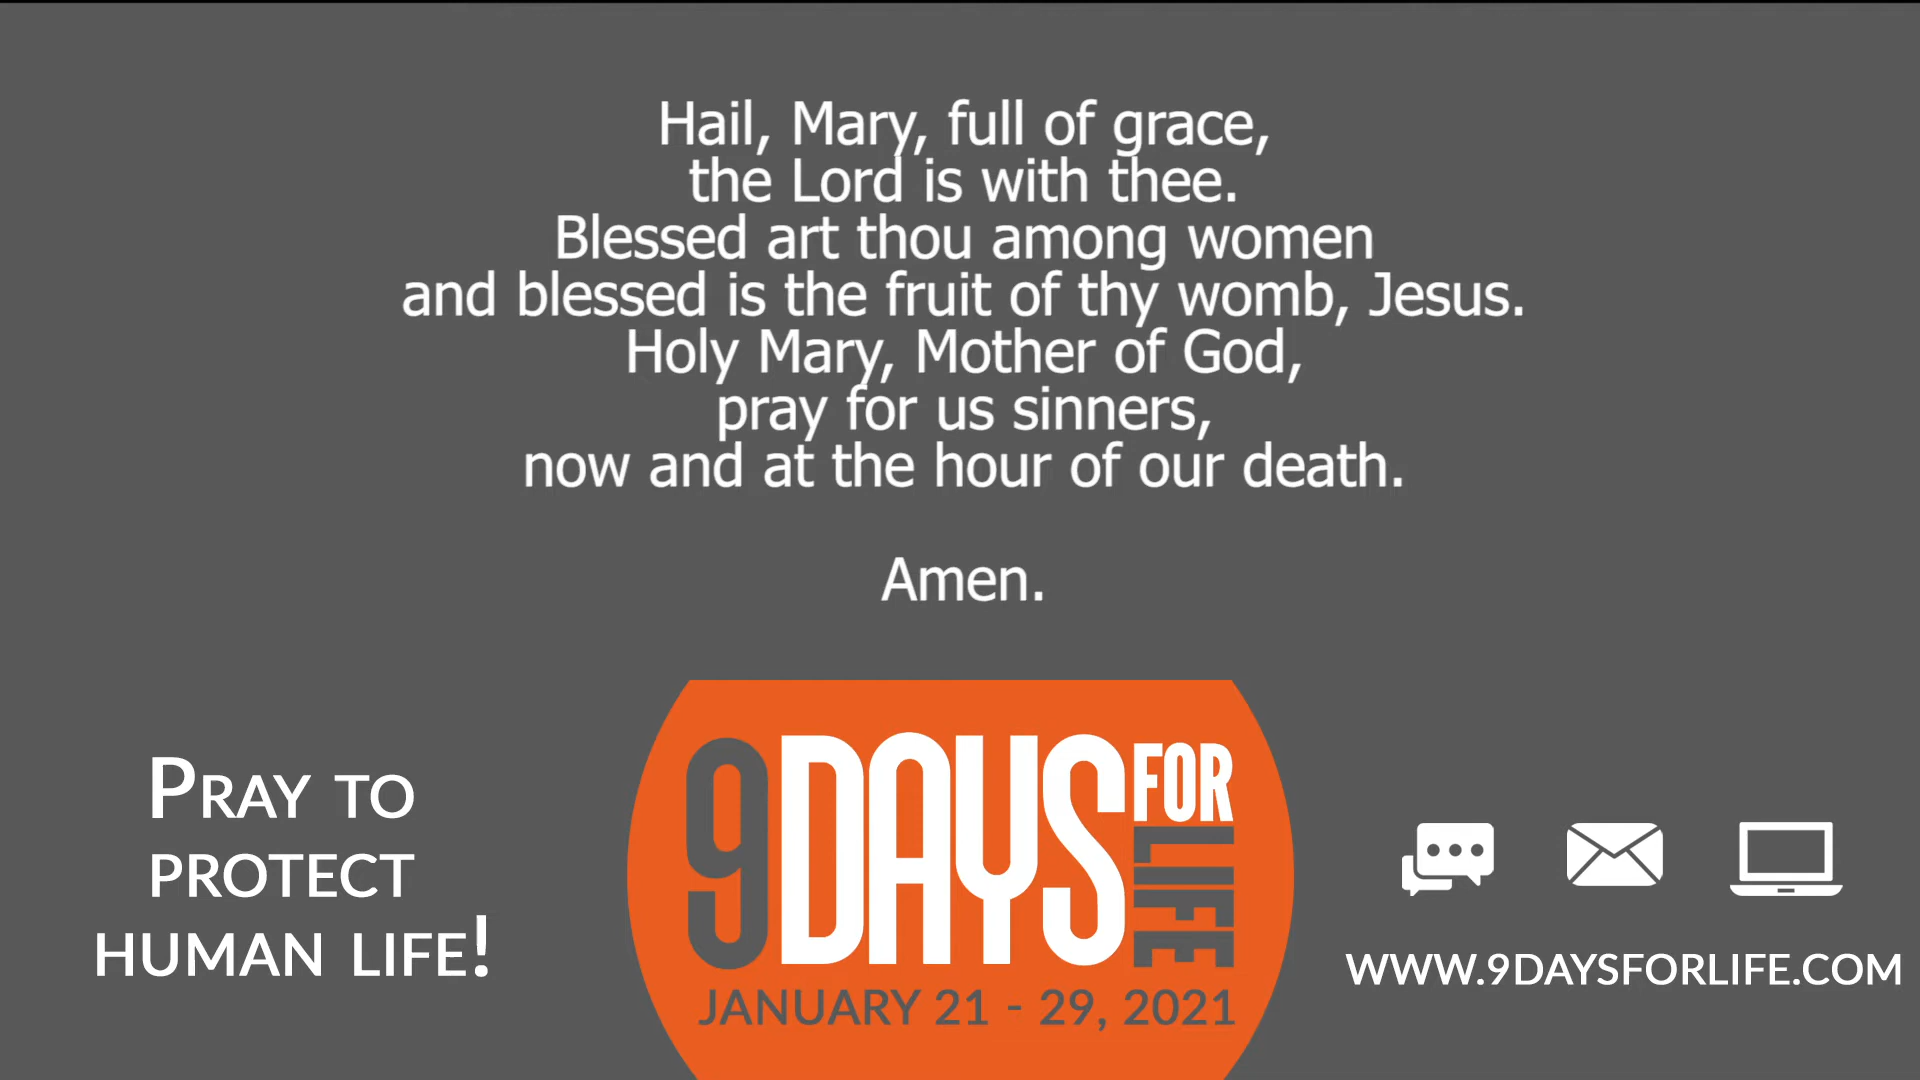 Hail, Mary, full of grace,
the Lord is with thee.
Blessed art thou among women
and blessed is the fruit of thy womb, Jesus.
Holy Mary, Mother of God,
pray for us sinners,
now and at the hour of our death.
Amen.
PRAY TO
PROTECT
HUMAN LIFE!
9 DAYS FOR LIFE
JANUARY 21 - 29, 2021
WWW.9DAYSFORLIFE.COM